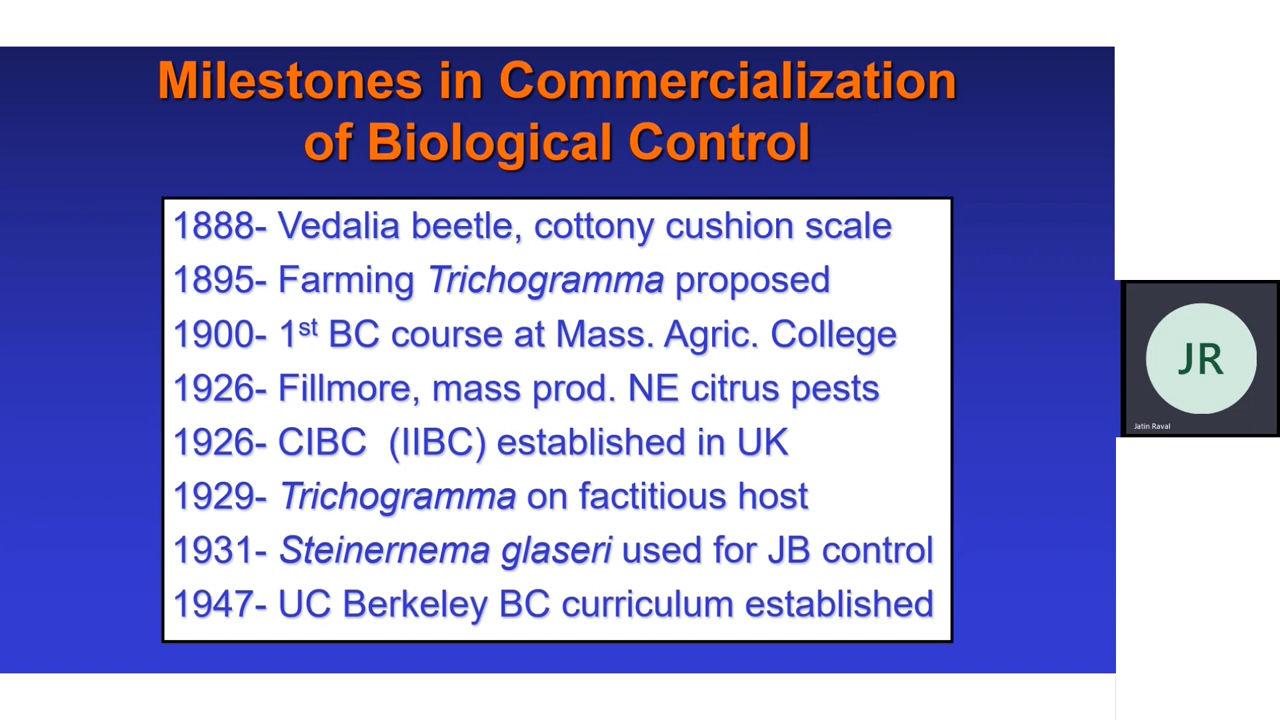 Milestones in Commercialization
of Biological Control
1888- Vedalia beetle, cottony cushion scale
1895- Farming Trichogramma proposed
1900- 1st BC course at Mass. Agric. College
1926- Fillmore, mass prod. NE citrus pests
1926- CIBC (IIBC) established in UK
1929- Trichogramma on factitious host
1931- Steinernema glaseri used for JB control
1947- UC Berkeley BC curriculum established
JR
Jatin Raval